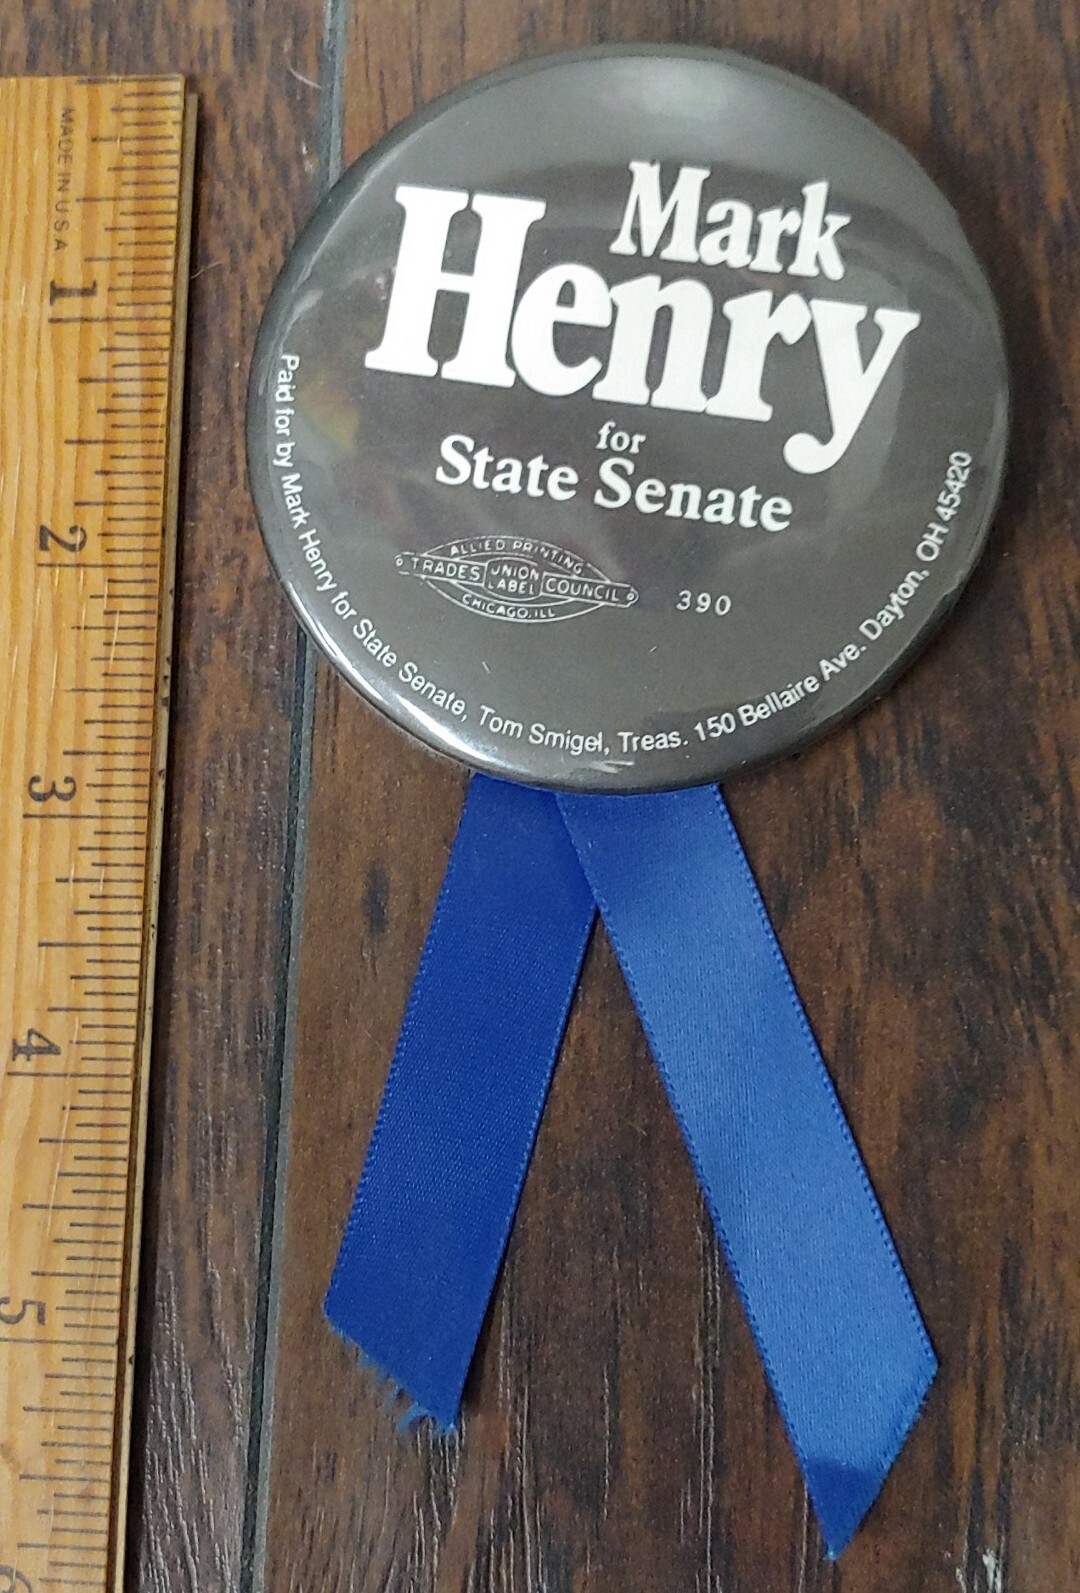 MADE IN U.S.A
1
2
3
4
5
6
Mark
Henry
for
State Senate
ALLIED PRINTING
TRADES UNION LABEL COUNCIL
CHICAGO, ILL
390
Paid for by Mark Henry for State Senate, Tom Smigel, Treas. 150 Bellaire Ave. Dayton, OH 45420